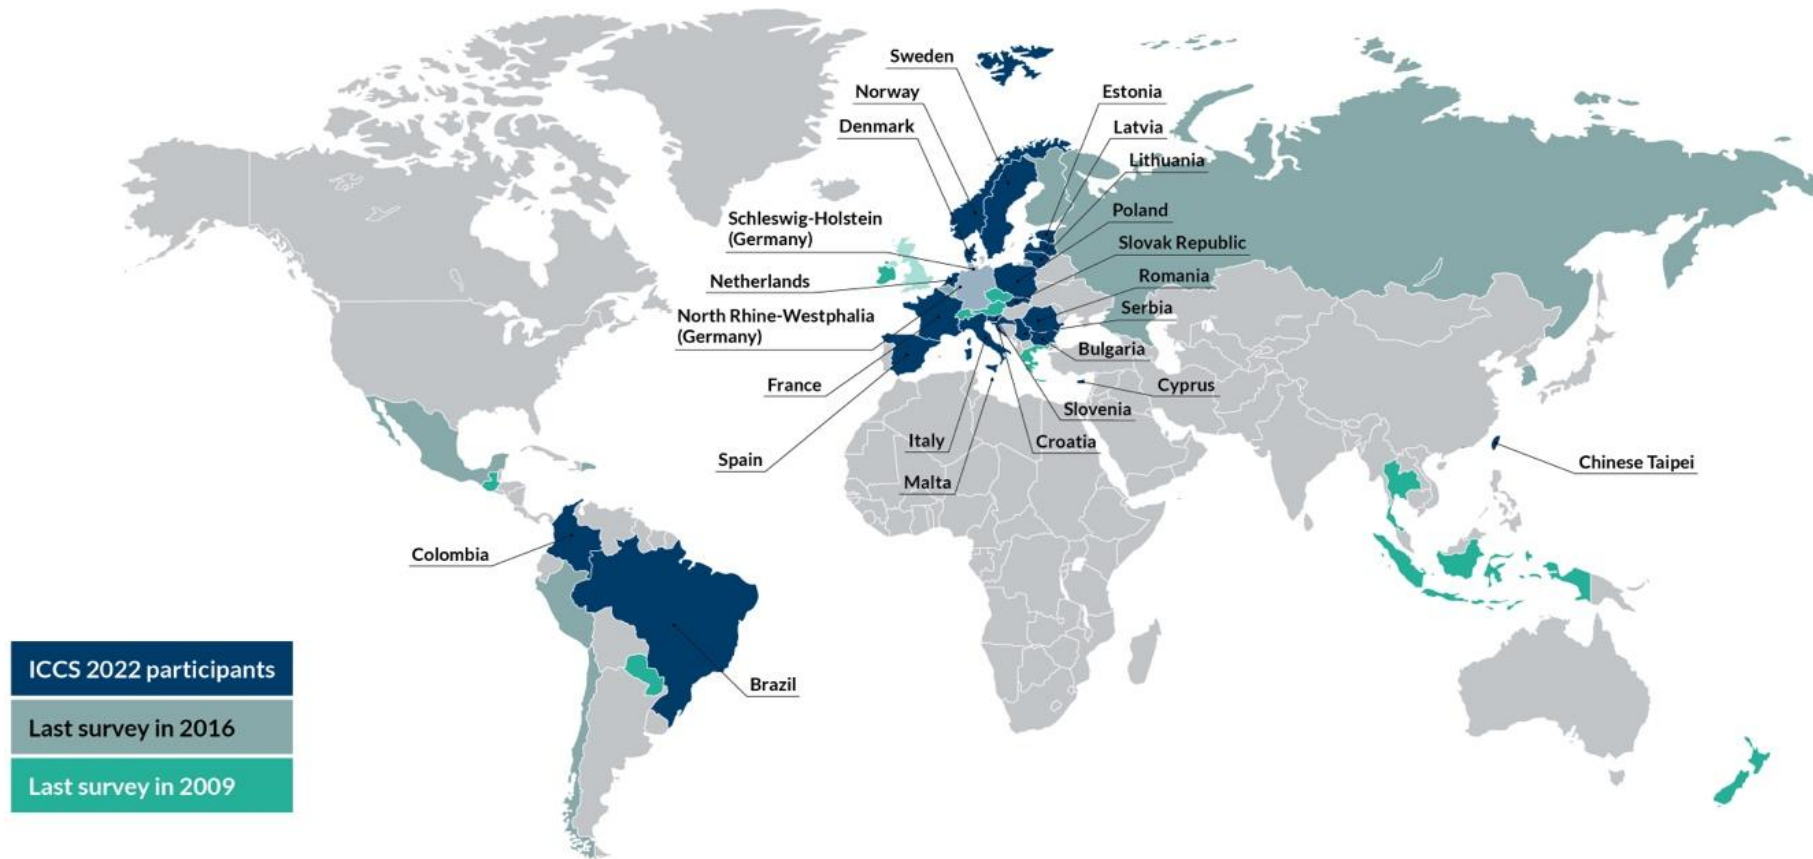 Sweden
Norway
Denmark
Estonia
Latvia
Lithuania
Poland
Schleswig-Holstein
(Germany)
Slovak Republic
Netherlands
Romania
North Rhine-Westphalia
(Germany)
Serbia
Bulgaria
France
Cyprus
Slovenia
Italy
Croatia
Spain
Malta
Chinese Taipei
Colombia
Brazil
ICCS 2022 participants
Last survey in 2016
Last survey in 2009